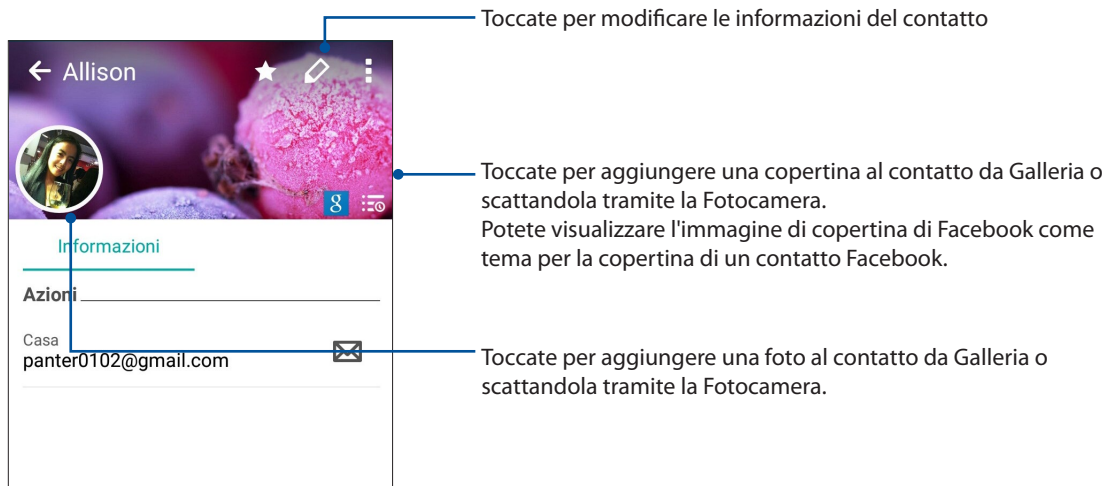 Toccate per modificare le informazioni del contatto
Allison
Toccate per aggiungere una copertina al contatto da Galleria o
scattandola tramite la Fotocamera.
Potete visualizzare l'immagine di copertina di Facebook come
tema per la copertina di un contatto Facebook.
8
Informazioni
Azioni
Casa
panter0102@gmail.com
Toccate per aggiungere una foto al contatto da Galleria o
scattandola tramite la Fotocamera.